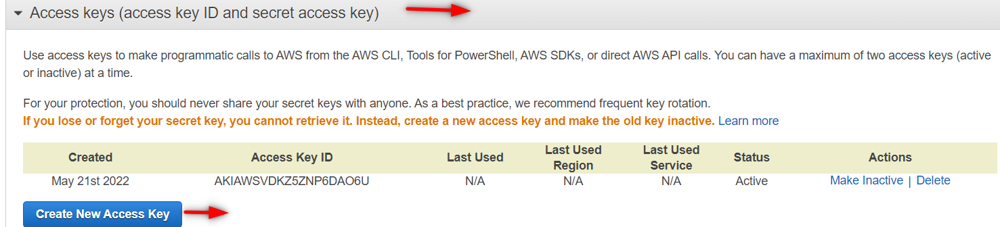 Access keys (access key ID and secret access key)
Use access keys to make programmatic calls to AWS from the AWS CLI, Tools for PowerShell, AWS SDKs, or direct AWS API calls. You can have a maximum of two access keys (active
or inactive) at a time.
For your protection, you should never share your secret keys with anyone. As a best practice, we recommend frequent key rotation.
If you lose or forget your secret key, you cannot retrieve it. Instead, create a new access key and make the old key inactive. Learn more
Created Access Key ID Last Used Last Used Region Last Used Service Status Actions
May 21st 2022 AKIAWSVDKZ5ZNP6DAO6U N/A N/A N/A Active Make Inactive | Delete
Create New Access Key